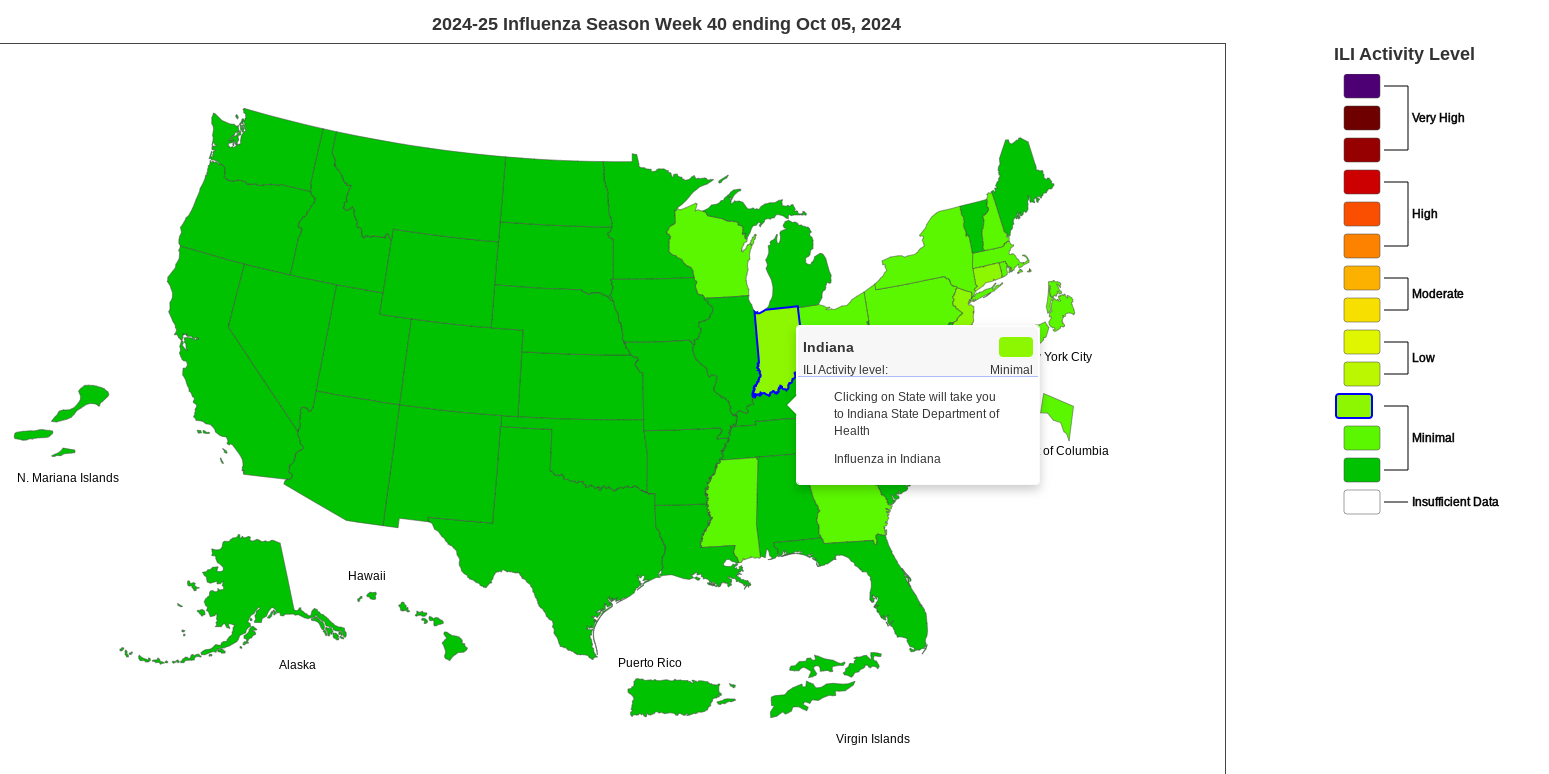 2024-25 Influenza Season Week 40 ending Oct 05, 2024
ILI Activity Level
Very High
High
Moderate
Low
Minimal
Insufficient Data
Indiana
ILI Activity level: Minimal
Clicking on State will take you
to Indiana State Department of
Health
Influenza in Indiana
York City
of Columbia
N. Mariana Islands
Hawaii
Alaska
Puerto Rico
Virgin Islands